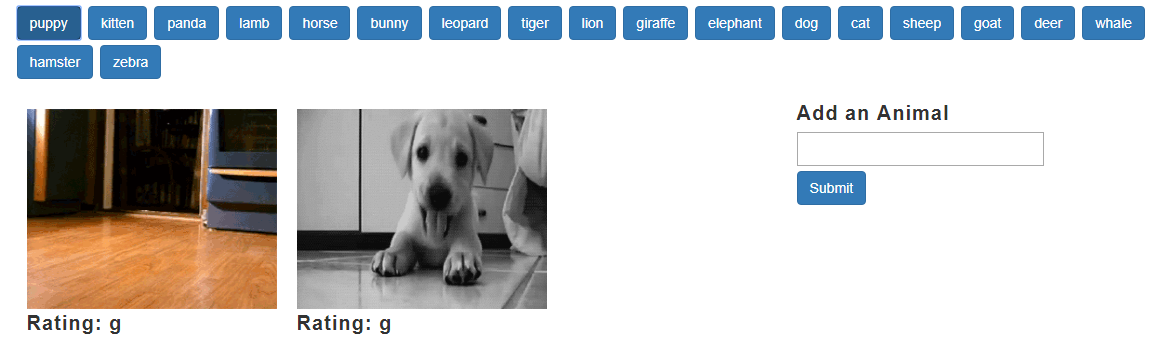 puppy kitten panda lamb horse bunny leopard tiger lion giraffe elephant dog cat sheep goat deer whale
hamster zebra
Add an Animal
Submit
Rating: g Rating: g